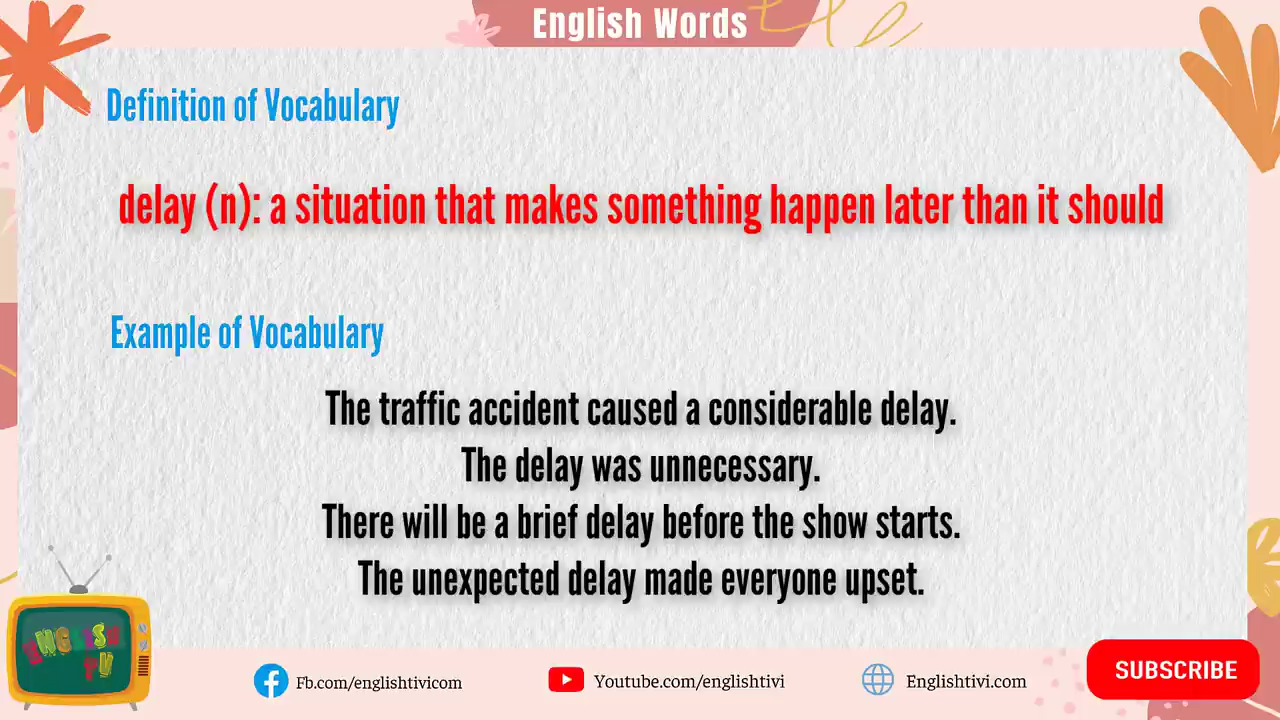 English Words
Definition of Vocabulary
delay (n): a situation that makes something happen later than it should
Example of Vocabulary
The traffic accident caused a considerable delay.
The delay was unnecessary.
There will be a brief delay before the show starts.
The unexpected delay made everyone upset.
ENGLISH
TV
Fb.com/englishtivicom
Youtube.com/englishtivi
Englishtivi.com
SUBSCRIBE